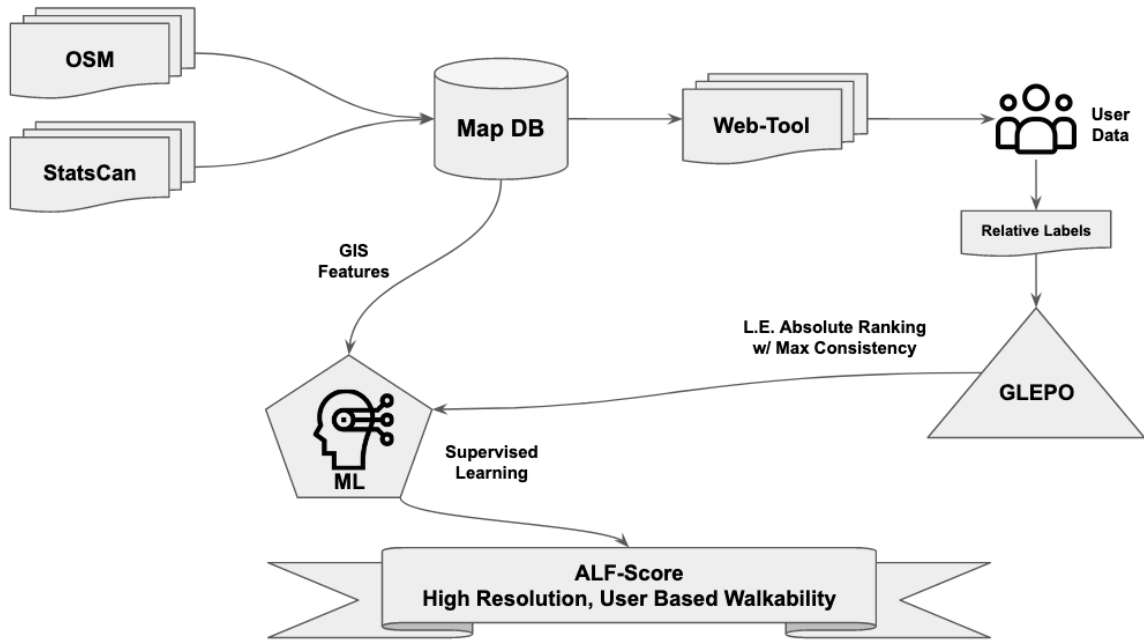 OSM
StatsCan
Map DB
Web-Tool
User
Data
Relative Labels
GIS
Features
L.E. Absolute Ranking
w/ Max Consistency
GLEPO
ML
Supervised
Learning
ALF-Score
High Resolution, User Based Walkability